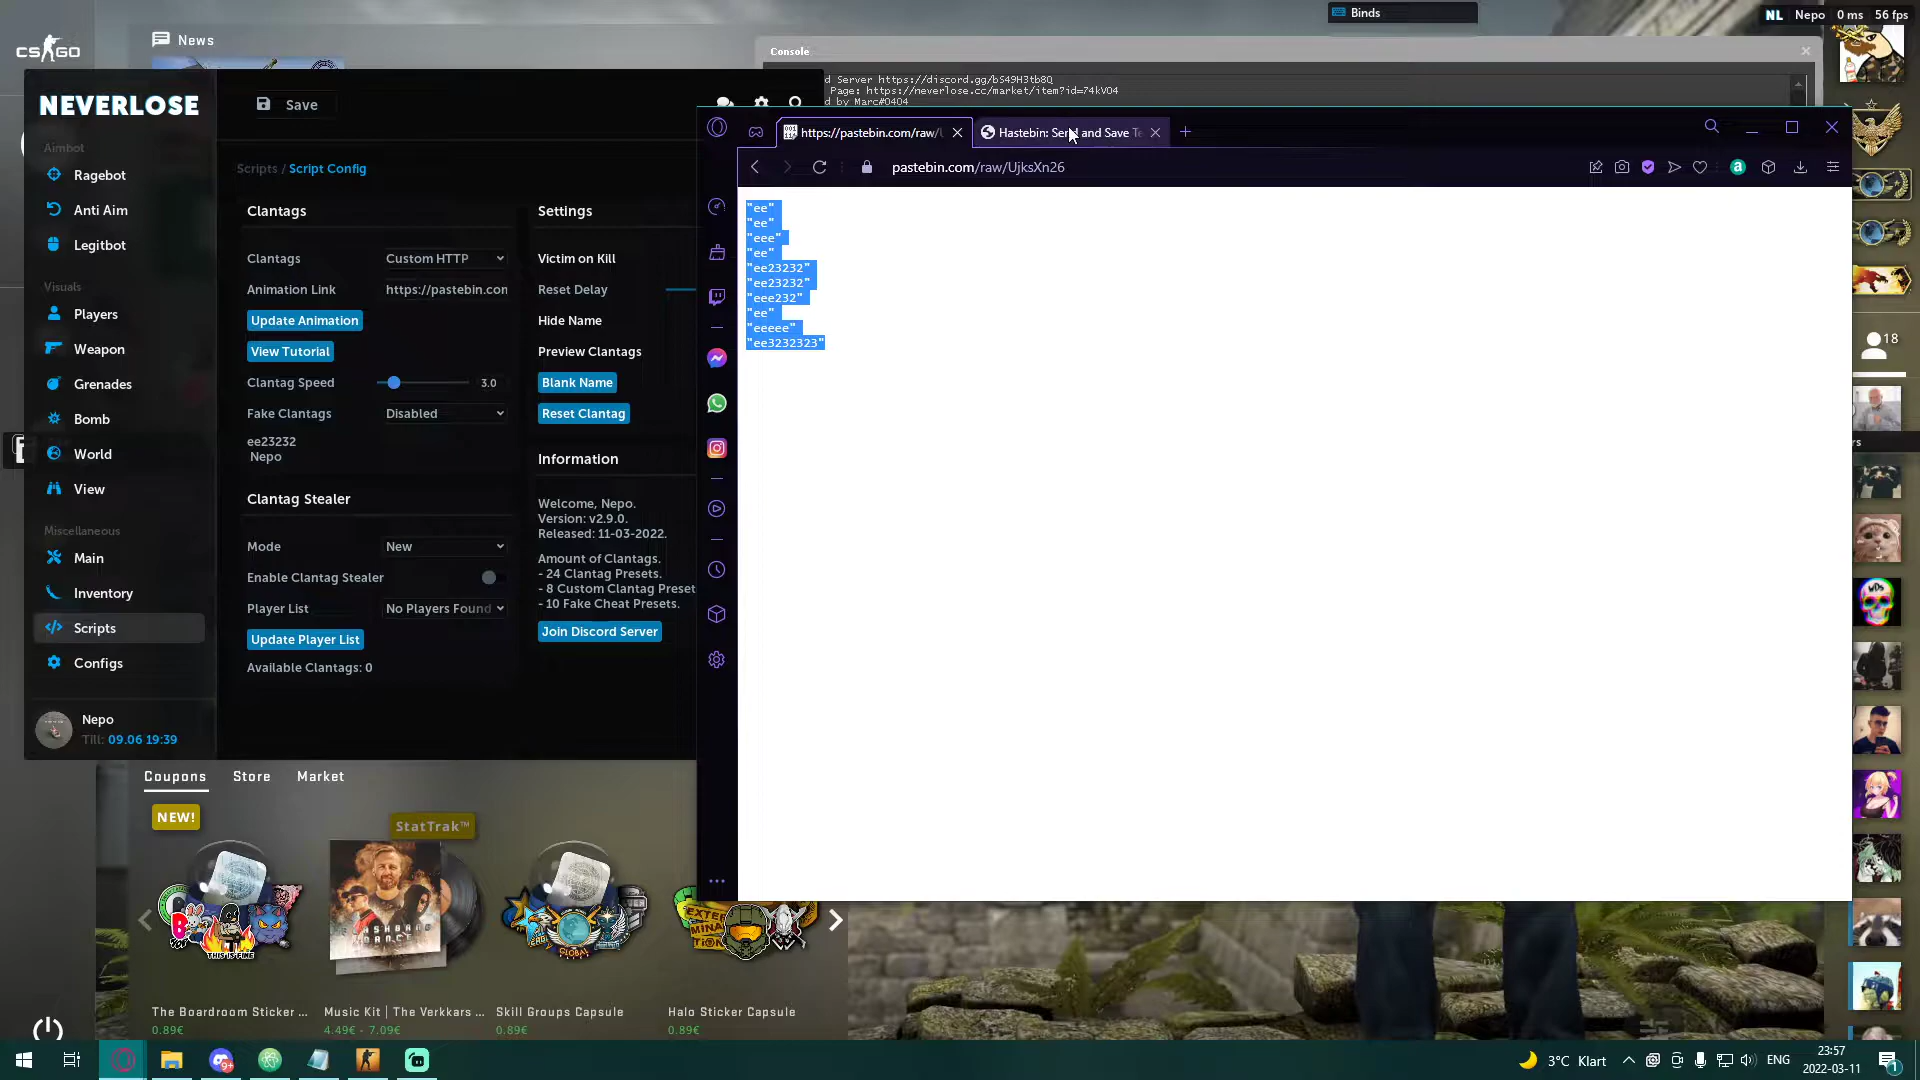 Binds
NL Nepo 0 ms 56 fps
CS GO
News
Console
d Server https://discord.gg/bS49H3tb8Q
Page: https://neverlose.cc/market/item?id=74kVO4
d by Marc#0404
NEVERLOSE
Save
Aimbot
Ragebot
Anti Aim
Legitbot
Visuals
Players
Weapon
Grenades
Bomb
World
View
Miscellaneous
Main
Inventory
Scripts
Configs
Nepo
Till: 09.06 19:39
Scripts / Script Config
Clantags
Clantags Custom HTTP
Animation Link https://pastebin.con
Update Animation
View Tutorial
Clantag Speed 3.0
Fake Clantags Disabled
ee23232
Nepo
Clantag Stealer
Mode New
Enable Clantag Stealer
Player List No Players Found
Update Player List
Available Clantags: 0
Settings
Victim on Kill
Reset Delay
Hide Name
Preview Clantags
Blank Name
Reset Clantag
Information
Welcome, Nepo.
Version: v2.9.0.
Released: 11-03-2022.
Amount of Clantags.
- 24 Clantag Presets.
- 8 Custom Clantag Preset
- 10 Fake Cheat Presets.
Join Discord Server
https://pastebin.com/raw/U
Hastebin: Send and Save Te
pastebin.com/raw/UjksXn26
"ee"
"ee"
"eee"
"ee"
"ee23232"
"ee23232"
"eee232"
"ee"
"eeeee"
"ee3232323"
18
rs
Coupons Store Market
NEW!
StatTrak™
THIS IS FINE
GLOBAL
The Boardroom Sticker ...
0.89€
Music Kit | The Verkkars ...
4.49€ - 7.09€
Skill Groups Capsule
0.89€
Halo Sticker Capsule
0.89€
9+
3°C Klart
ENG
23:57
2022-03-11
1